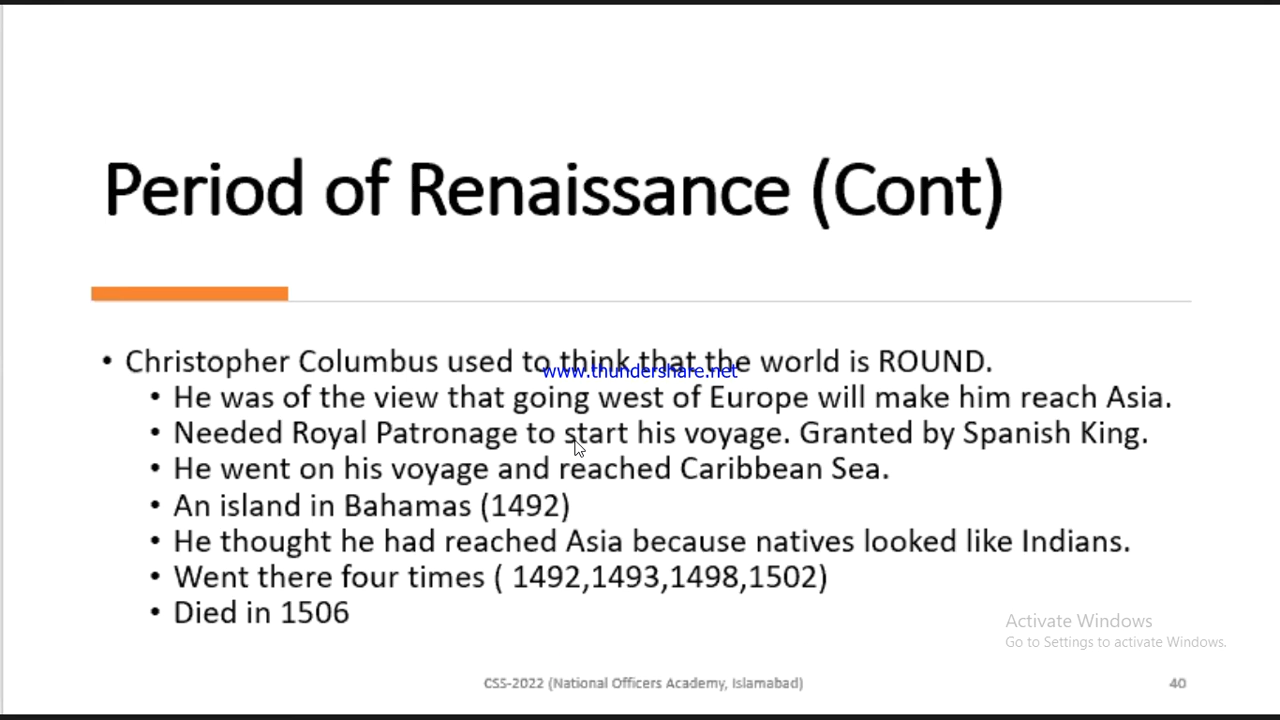 Period of Renaissance (Cont)
• Christopher Columbus used to think that the world is ROUND.
www.thundershare.net
• He was of the view that going west of Europe will make him reach Asia.
• Needed Royal Patronage to start his voyage. Granted by Spanish King.
• He went on his voyage and reached Caribbean Sea.
• An island in Bahamas (1492)
• He thought he had reached Asia because natives looked like Indians.
• Went there four times ( 1492,1493,1498,1502)
• Died in 1506
Activate Windows
Go to Settings to activate Windows.
CSS-2022 (National Officers Academy, Islamabad)
40